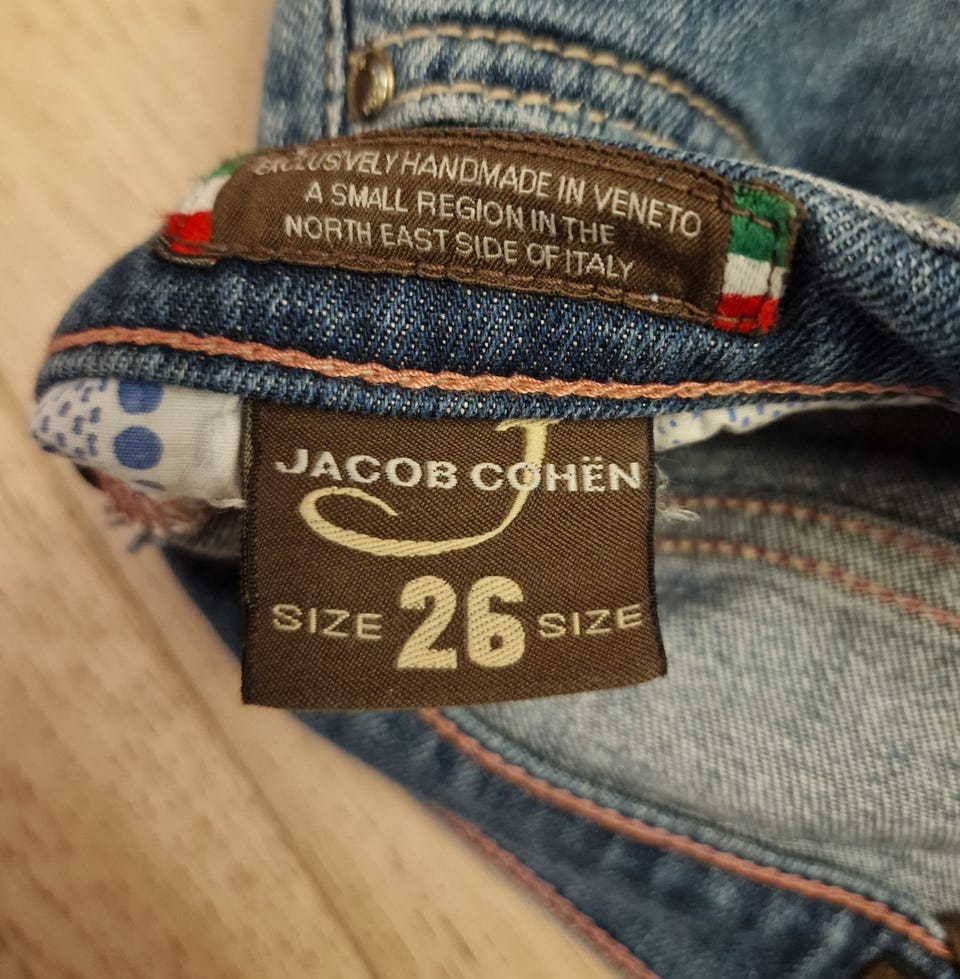 EXCLUSIVELY HANDMADE IN VENETO
A SMALL REGION IN THE
NORTH EAST SIDE OF ITALY
J
JACOB COHËN
SIZE 26 SIZE